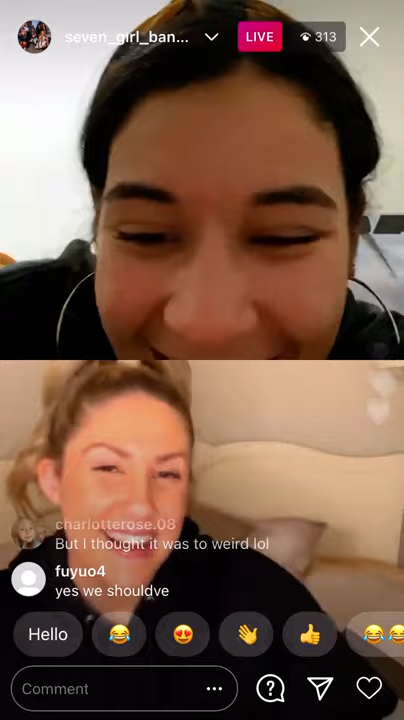 seven_girl_ban...
LIVE
313
charlotterose.08
But I thought it was to weird lol
fuyuo4
yes we shouldve
Hello
Comment